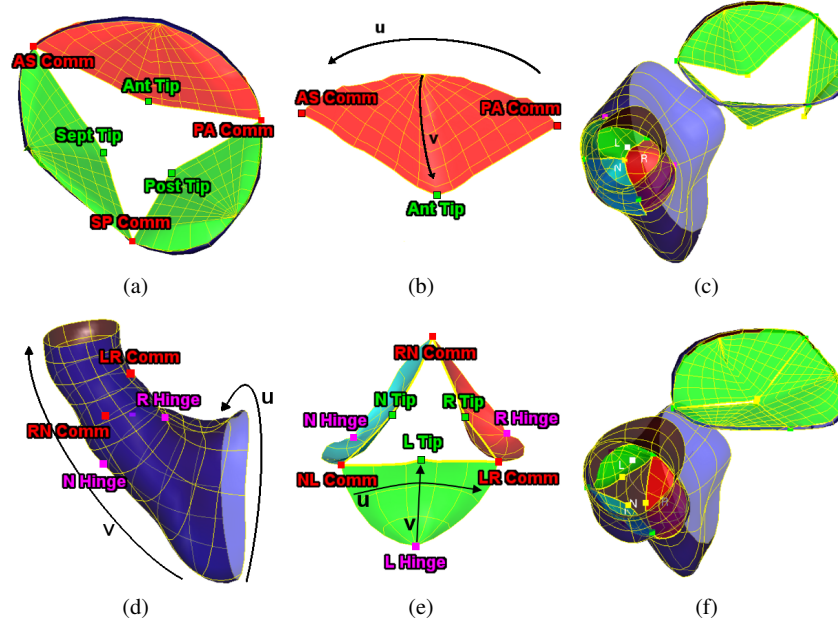 AS Comm
Ant Tip
PA Comm
Sept Tip
Post Tip
SP Comm
(a)
u
AS Comm
PA Comm
v
Ant Tip
(b)
L
R
N
(c)
LR Comm
R Hinge
u
RN Comm
N Hinge
v
(d)
RN Comm
N Tip
R Tip
N Hinge
R Hinge
L Tip
NL Comm
LR Comm
u
v
L Hinge
(e)
L
N
R
(f)